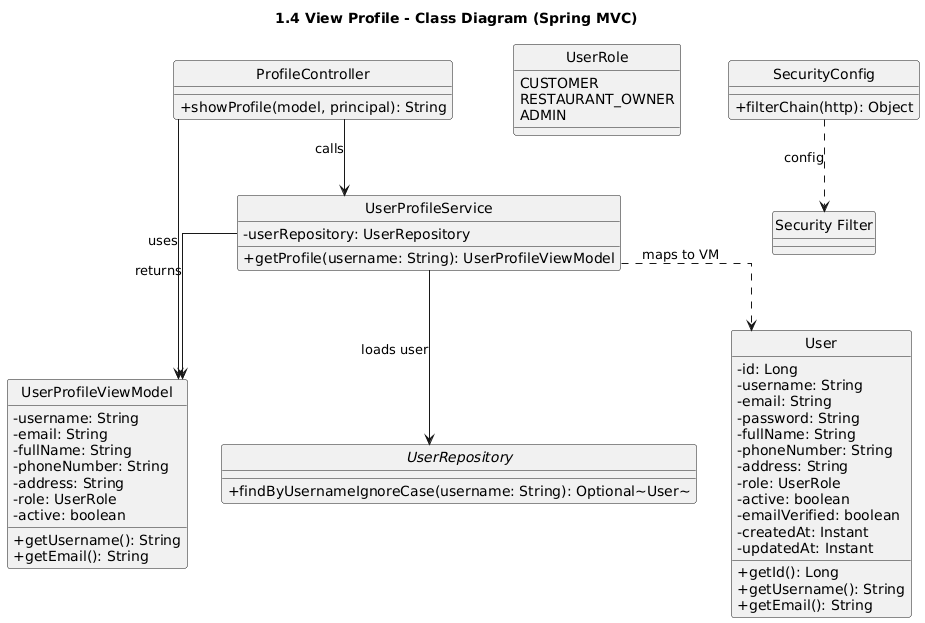 1.4 View Profile - Class Diagram (Spring MVC)
ProfileController
+showProfile(model, principal): String
UserRole
CUSTOMER
RESTAURANT_OWNER
ADMIN
SecurityConfig
+filterChain(http): Object
calls
config
UserProfileService
-userRepository: UserRepository
+getProfile(username: String): UserProfileViewModel
Security Filter
uses
returns
maps to VM
loads user
UserProfileViewModel
-username: String
-email: String
-fullName: String
-phoneNumber: String
-address: String
-role: UserRole
-active: boolean
+getUsername(): String
+getEmail(): String
UserRepository
+findByUsernameIgnoreCase(username: String): Optional~User~
User
-id: Long
-username: String
-email: String
-password: String
-fullName: String
-phoneNumber: String
-address: String
-role: UserRole
-active: boolean
-emailVerified: boolean
-createdAt: Instant
-updatedAt: Instant
+getId(): Long
+getUsername(): String
+getEmail(): String